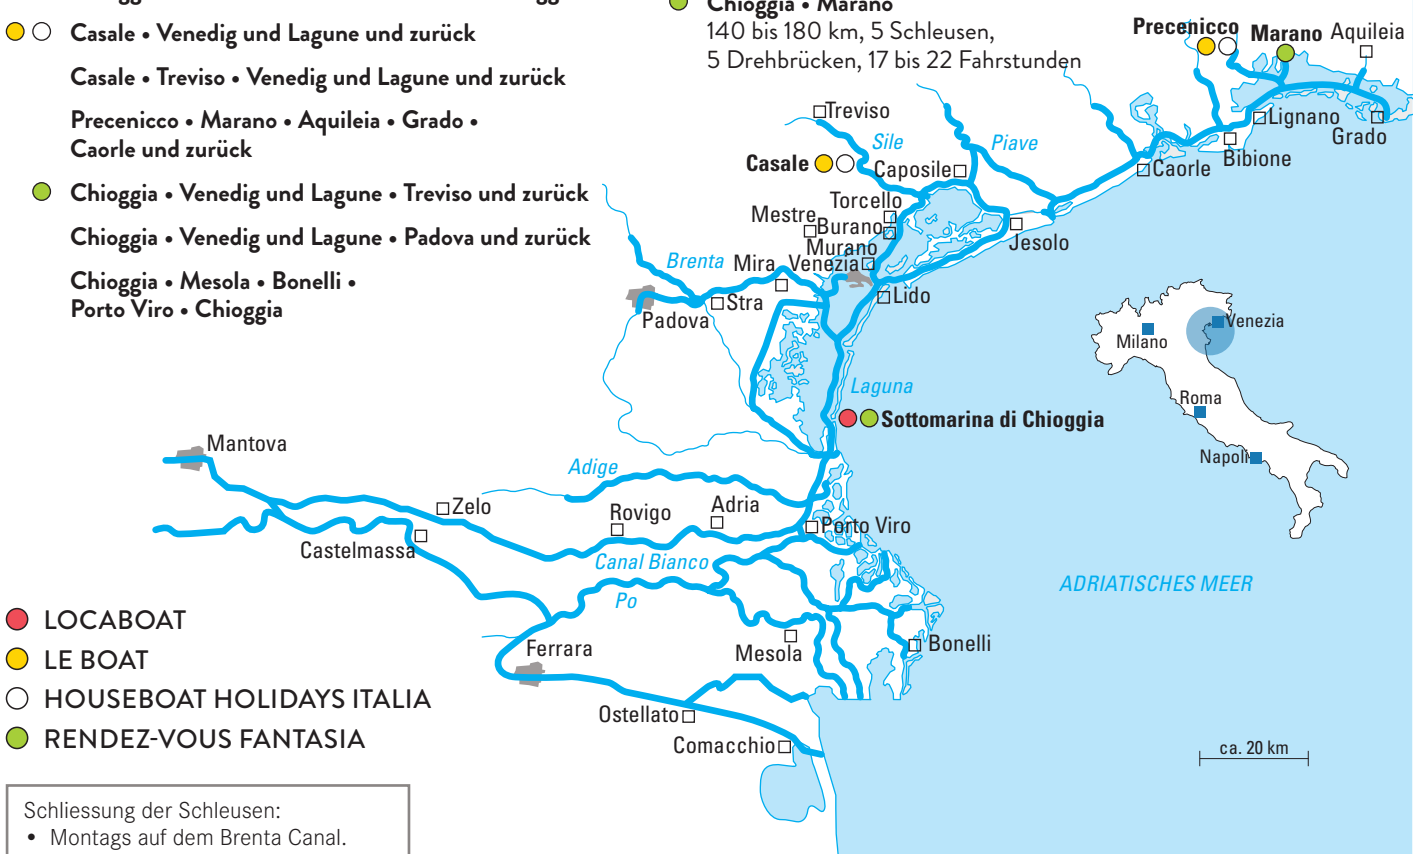 Casale • Venedig und Lagune und zurück
Casale • Treviso • Venedig und Lagune und zurück
Precenicco • Marano • Aquileia • Grado •
Caorle und zurück
Chioggia • Venedig und Lagune • Treviso und zurück
Chioggia • Venedig und Lagune • Padova und zurück
Chioggia • Mesola • Bonelli •
Porto Viro • Chioggia
Chioggia • Marano
140 bis 180 km, 5 Schleusen,
5 Drehbrücken, 17 bis 22 Fahrstunden
Precenicco
Marano
Aquileia
Treviso
Sile
Piave
Lignano
Grado
Casale
Caposile
Caorle
Bibione
Torcello
Mestre
Burano
Murano
Jesolo
Brenta
Mira
Venezia
Stra
Lido
Padova
Venezia
Milano
Laguna
Roma
Sottomarina di Chioggia
Napoli
Mantova
Adige
Zelo
Rovigo
Adria
Porto Viro
Castelmassa
Canal Bianco
ADRIATISCHES MEER
Po
Ferrara
Mesola
Bonelli
Ostellato
Comacchio
ca. 20 km
LOCABOAT
LE BOAT
HOUSEBOAT HOLIDAYS ITALIA
RENDEZ-VOUS FANTASIA
Schliessung der Schleusen:
• Montags auf dem Brenta Canal.